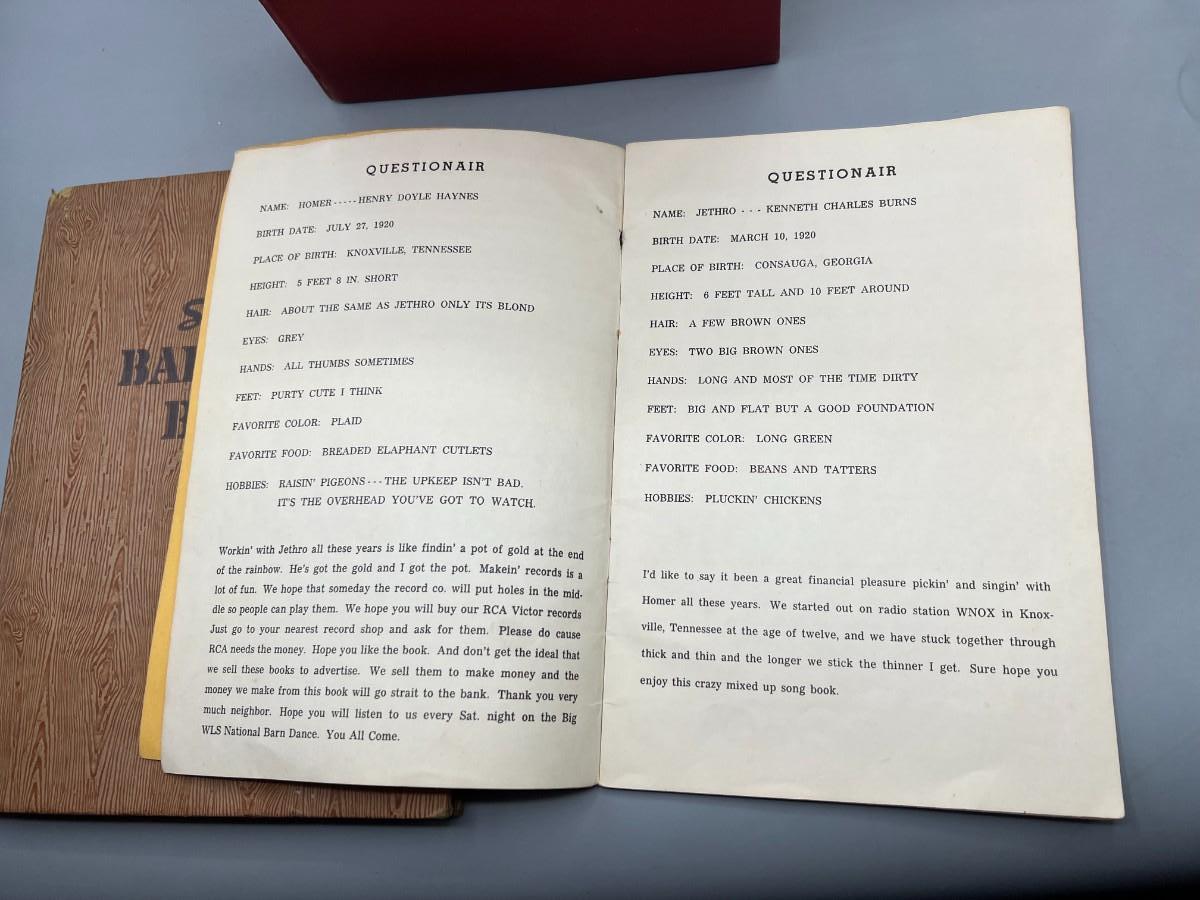 QUESTIONAIR
NAME: HOMER-----HENRY DOYLE HAYNES
BIRTH DATE: JULY 27, 1920
PLACE OF BIRTH: KNOXVILLE, TENNESSEE
HEIGHT: 5 FEET 8 IN. SHORT
HAIR: ABOUT THE SAME AS JETHRO ONLY ITS BLOND
EYES: GREY
HANDS: ALL THUMBS SOMETIMES
FEET: PURTY CUTE I THINK
FAVORITE COLOR: PLAID
FAVORITE FOOD: BREADED ELAPHANT CUTLETS
HOBBIES: RAISIN' PIGEONS---THE UPKEEP ISN'T BAD.
IT'S THE OVERHEAD YOU'VE GOT TO WATCH.
Workin' with Jethro all these years is like findin' a pot of gold at the end
of the rainbow. He's got the gold and I got the pot. Makein' records is a
lot of fun. We hope that someday the record co. will put holes in the mid-
dle so people can play them. We hope you will buy our RCA Victor records
Just go to your nearest record shop and ask for them. Please do cause
RCA needs the money. Hope you like the book. And don't get the ideal that
we sell these books to advertise. We sell them to make money and the
money we make from this book will go strait to the bank. Thank you very
much neighbor. Hope you will listen to us every Sat. night on the Big
WLS National Barn Dance. You All Come.
QUESTIONAIR
NAME: JETHRO - - - KENNETH CHARLES BURNS
BIRTH DATE: MARCH 10, 1920
PLACE OF BIRTH: CONSAUGA, GEORGIA
HEIGHT: 6 FEET TALL AND 10 FEET AROUND
HAIR: A FEW BROWN ONES
EYES: TWO BIG BROWN ONES
HANDS: LONG AND MOST OF THE TIME DIRTY
FEET: BIG AND FLAT BUT A GOOD FOUNDATION
FAVORITE COLOR: LONG GREEN
FAVORITE FOOD: BEANS AND TATTERS
HOBBIES: PLUCKIN' CHICKENS
I'd like to say it been a great financial pleasure pickin' and singin' with
Homer all these years. We started out on radio station WNOX in Knox-
ville, Tennessee at the age of twelve, and we have stuck together through
thick and thin and the longer we stick the thinner I get. Sure hope you
enjoy this crazy mixed up song book.